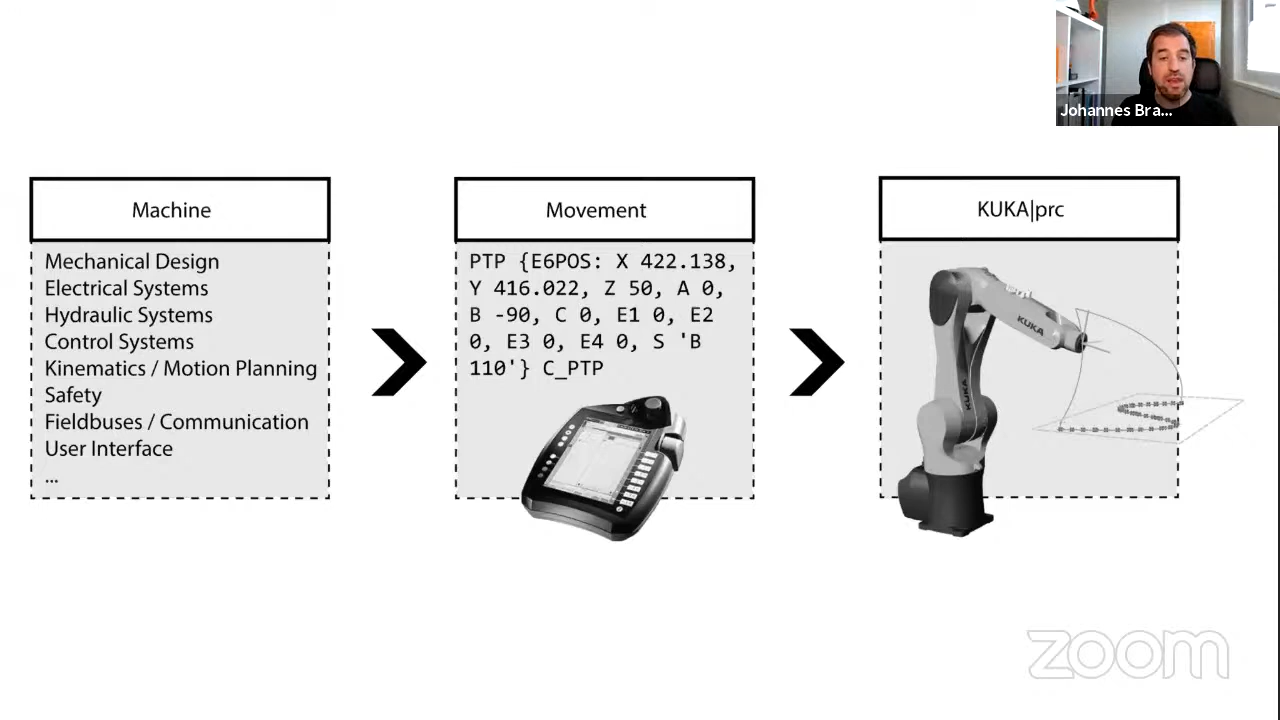 Johannes Bra...
Machine
Mechanical Design
Electrical Systems
Hydraulic Systems
Control Systems
Kinematics / Motion Planning
Safety
Fieldbuses / Communication
User Interface
...
Movement
PTP {E6POS: X 422.138,
Y 416.022, Z 50, A 0,
B -90, C 0, E1 0, E2
0, E3 0, E4 0, S 'B
110'} C_PTP
KUKA|prc
KUKA
KUKA
zoom